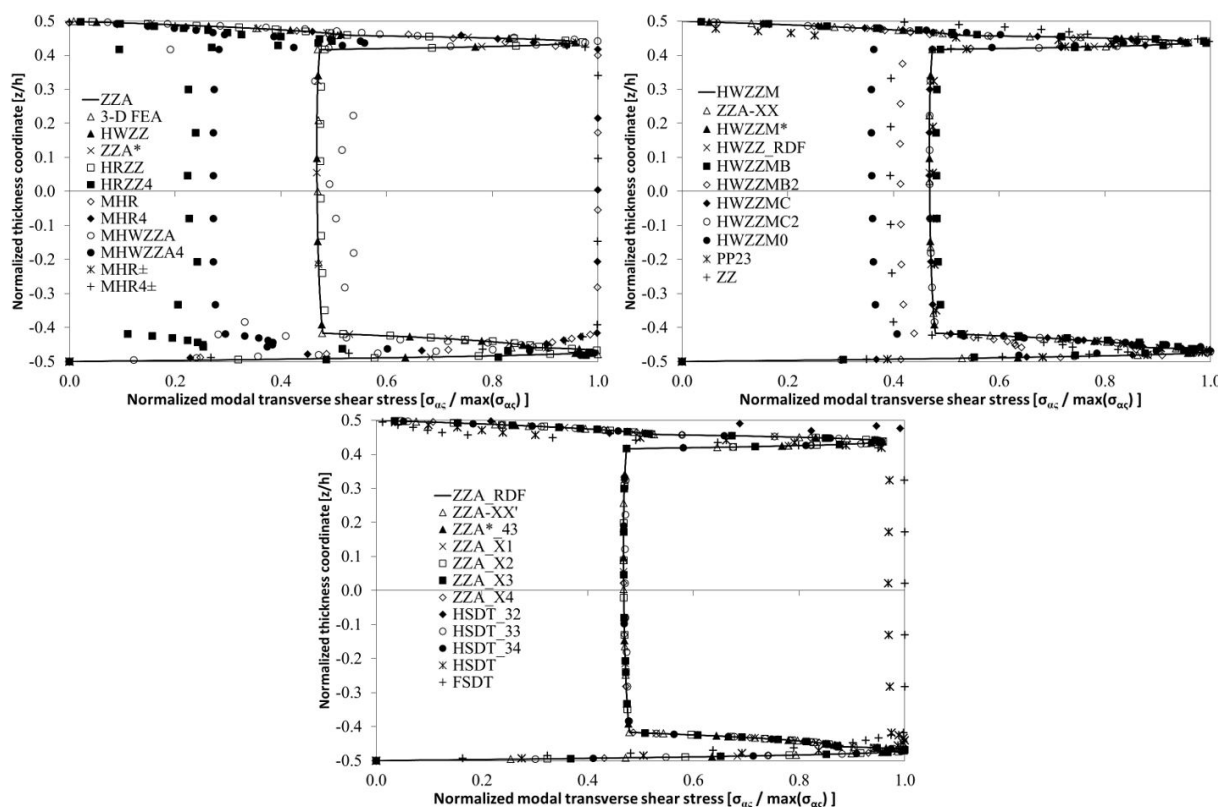 Normalized thickness coordinate [z/h]
0.5
0.4
0.3
0.2
0.1
0.0
-0.1
-0.2
-0.3
-0.4
-0.5
ZZA
3-D FEA
HWZZ
ZZA*
HRZZ
HRZZ4
MHR
MHR4
MHWZZA
MHWZZA4
MHR±
MHR4±
0.0 0.2 0.4 0.6 0.8 1.0
Normalized modal transverse shear stress [σας / max(σας) ]
Normalized thickness coordinate [z/h]
0.5
0.4
0.3
0.2
0.1
0.0
-0.1
-0.2
-0.3
-0.4
-0.5
HWZZM
ZZA-XX
HWZZM*
HWZZ_RDF
HWZZMB
HWZZMB2
HWZZMC
HWZZMC2
HWZZM0
PP23
ZZ
0.0 0.2 0.4 0.6 0.8 1.0
Normalized modal transverse shear stress [σας / max(σας) ]
Normalized thickness coordinate [z/h]
0.5
0.4
0.3
0.2
0.1
0.0
-0.1
-0.2
-0.3
-0.4
-0.5
ZZA_RDF
ZZA-XX'
ZZA*_43
ZZA_X1
ZZA_X2
ZZA_X3
ZZA_X4
HSDT_32
HSDT_33
HSDT_34
HSDT
FSDT
0.0 0.2 0.4 0.6 0.8 1.0
Normalized modal transverse shear stress [σας / max(σας) ]